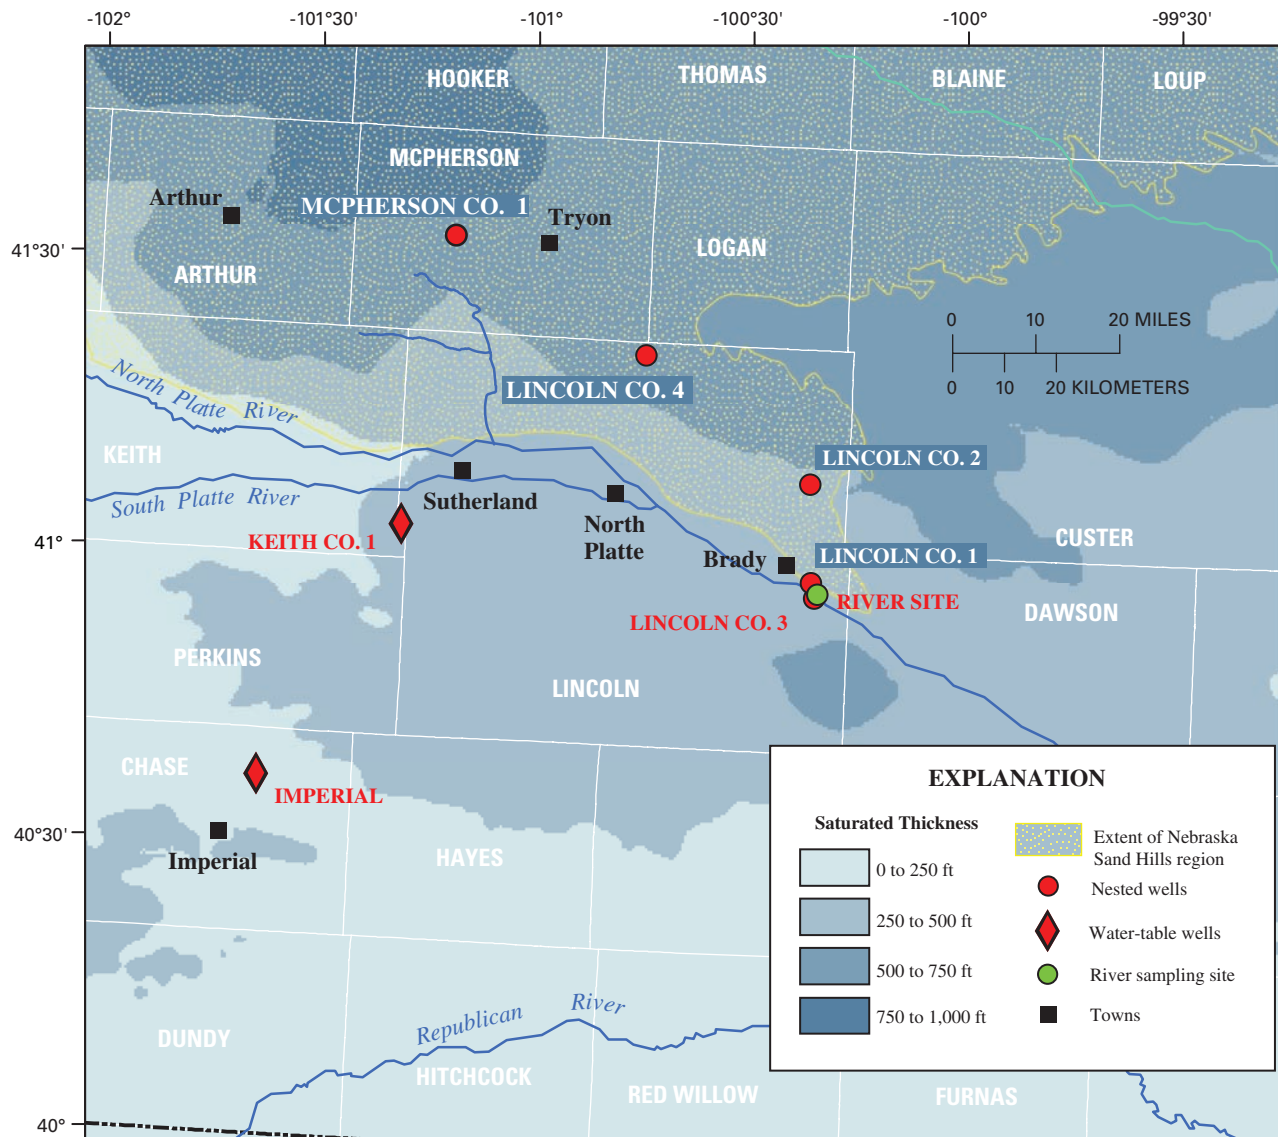 -102°
-101°30'
-101°
-100°30'
-100°
-99°30'
HOOKER
THOMAS
BLAINE
LOUP
MCPHERSON
Arthur
MCPHERSON CO. 1
Tryon
41°30'
ARTHUR
LOGAN
0 10 20 MILES
0 10 20 KILOMETERS
LINCOLN CO. 4
North Platte River
KEITH
LINCOLN CO. 2
South Platte River
Sutherland
North
Platte
KEITH CO. 1
41°
CUSTER
Brady
LINCOLN CO. 1
RIVER SITE
LINCOLN CO. 3
DAWSON
PERKINS
LINCOLN
CHASE
IMPERIAL
40°30'
Imperial
HAYES
EXPLANATION
Saturated Thickness
0 to 250 ft
250 to 500 ft
500 to 750 ft
750 to 1,000 ft
Extent of Nebraska
Sand Hills region
Nested wells
Water-table wells
River sampling site
Towns
Republican River
DUNDY
HITCHCOCK
RED WILLOW
FURNAS
40°